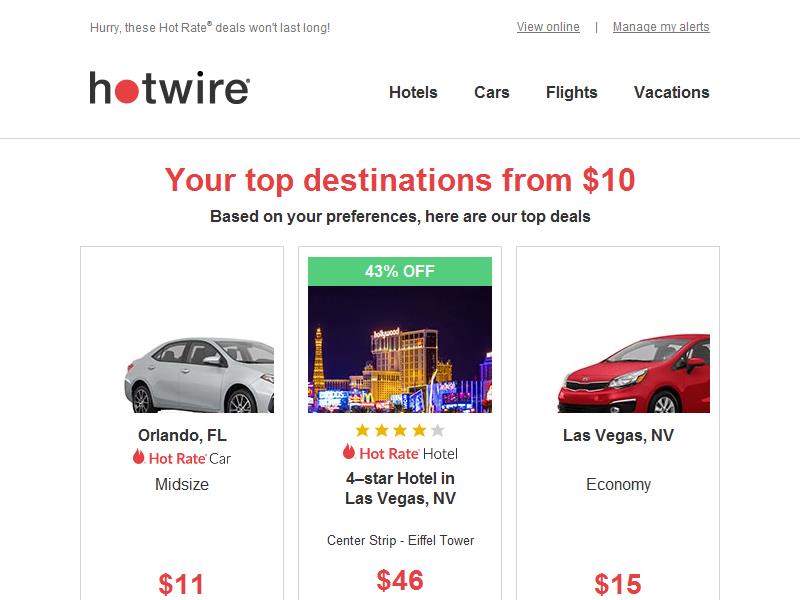 Hurry, these Hot Rate® deals won't last long!
View online | Manage my alerts
hotwire®
Hotels Cars Flights Vacations
Your top destinations from $10
Based on your preferences, here are our top deals
43% OFF
hollywood
Orlando, FL
Hot Rate® Car
Midsize
$11
Hot Rate® Hotel
4–star Hotel in
Las Vegas, NV
Center Strip - Eiffel Tower
$46
Las Vegas, NV
Economy
$15